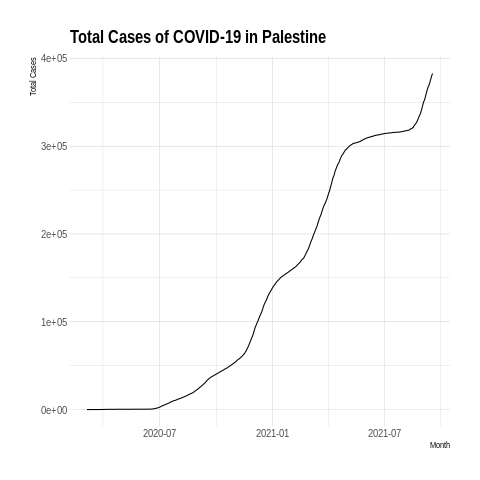 Total Cases of COVID-19 in Palestine
Total Cases
4e+05
3e+05
2e+05
1e+05
0e+00
2020-07 2021-01 2021-07
Month